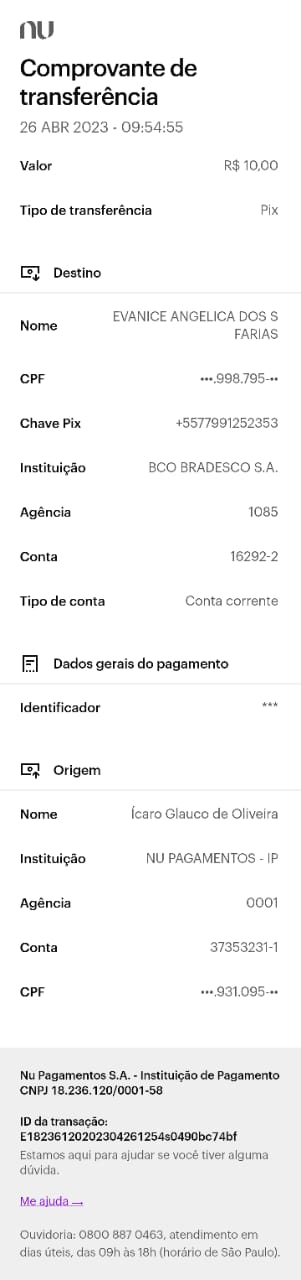 nu
Comprovante de
transferência
26 ABR 2023 - 09:54:55
Valor R$ 10,00
Tipo de transferência Pix
Destino
Nome EVANICE ANGELICA DOS S
FARIAS
CPF •••.998.795-••
Chave Pix +5577991252353
Instituição BCO BRADESCO S.A.
Agência 1085
Conta 16292-2
Tipo de conta Conta corrente
Dados gerais do pagamento
Identificador ***
Origem
Nome Ícaro Glauco de Oliveira
Instituição NU PAGAMENTOS - IP
Agência 0001
Conta 37353231-1
CPF •••.931.095-••
Nu Pagamentos S.A. - Instituição de Pagamento
CNPJ 18.236.120/0001-58
ID da transação:
E18236120202304261254s0490bc74bf
Estamos aqui para ajudar se você tiver alguma
dúvida.
Me ajuda →
Ouvidoria: 0800 887 0463, atendimento em
dias úteis, das 09h às 18h (horário de São Paulo).